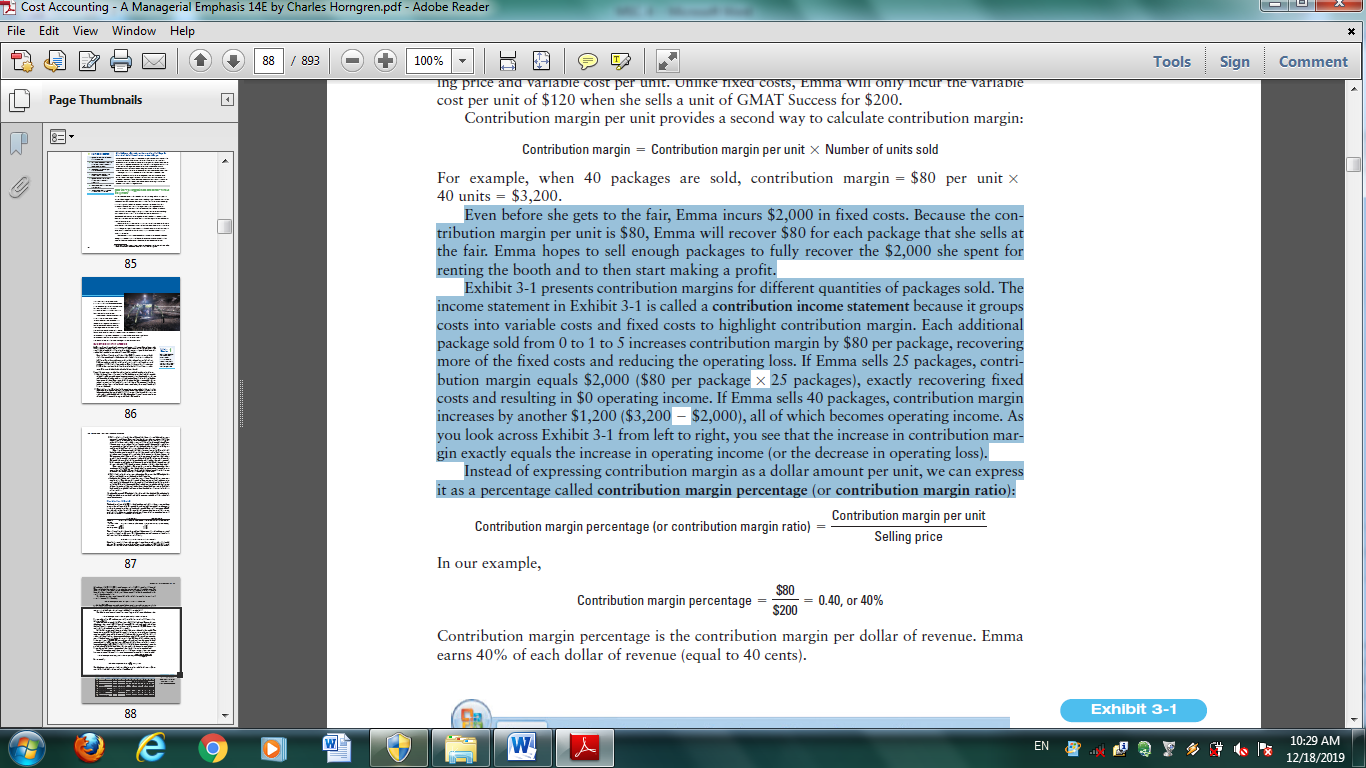 Cost Accounting - A Managerial Emphasis 14E by Charles Horngren.pdf - Adobe Reader
File Edit View Window Help
88 / 893 100% Tools Sign Comment
Page Thumbnails
85
86
87
88
ing price and variable cost per unit. Unlike fixed costs, Emma will only incur the variable
cost per unit of $120 when she sells a unit of GMAT Success for $200.
Contribution margin per unit provides a second way to calculate contribution margin:
Contribution margin = Contribution margin per unit × Number of units sold
For example, when 40 packages are sold, contribution margin = $80 per unit ×
40 units = $3,200.
Even before she gets to the fair, Emma incurs $2,000 in fixed costs. Because the con-
tribution margin per unit is $80, Emma will recover $80 for each package that she sells at
the fair. Emma hopes to sell enough packages to fully recover the $2,000 she spent for
renting the booth and to then start making a profit.
Exhibit 3-1 presents contribution margins for different quantities of packages sold. The
income statement in Exhibit 3-1 is called a contribution income statement because it groups
costs into variable costs and fixed costs to highlight contribution margin. Each additional
package sold from 0 to 1 to 5 increases contribution margin by $80 per package, recovering
more of the fixed costs and reducing the operating loss. If Emma sells 25 packages, contri-
bution margin equals $2,000 ($80 per package × 25 packages), exactly recovering fixed
costs and resulting in $0 operating income. If Emma sells 40 packages, contribution margin
increases by another $1,200 ($3,200 − $2,000), all of which becomes operating income. As
you look across Exhibit 3-1 from left to right, you see that the increase in contribution mar-
gin exactly equals the increase in operating income (or the decrease in operating loss).
Instead of expressing contribution margin as a dollar amount per unit, we can express
it as a percentage called contribution margin percentage (or contribution margin ratio):
Contribution margin percentage (or contribution margin ratio) = Contribution margin per unit
Selling price
In our example,
Contribution margin percentage = $80
$200 = 0.40, or 40%
Contribution margin percentage is the contribution margin per dollar of revenue. Emma
earns 40% of each dollar of revenue (equal to 40 cents).
Exhibit 3-1
EN
10:29 AM
12/18/2019